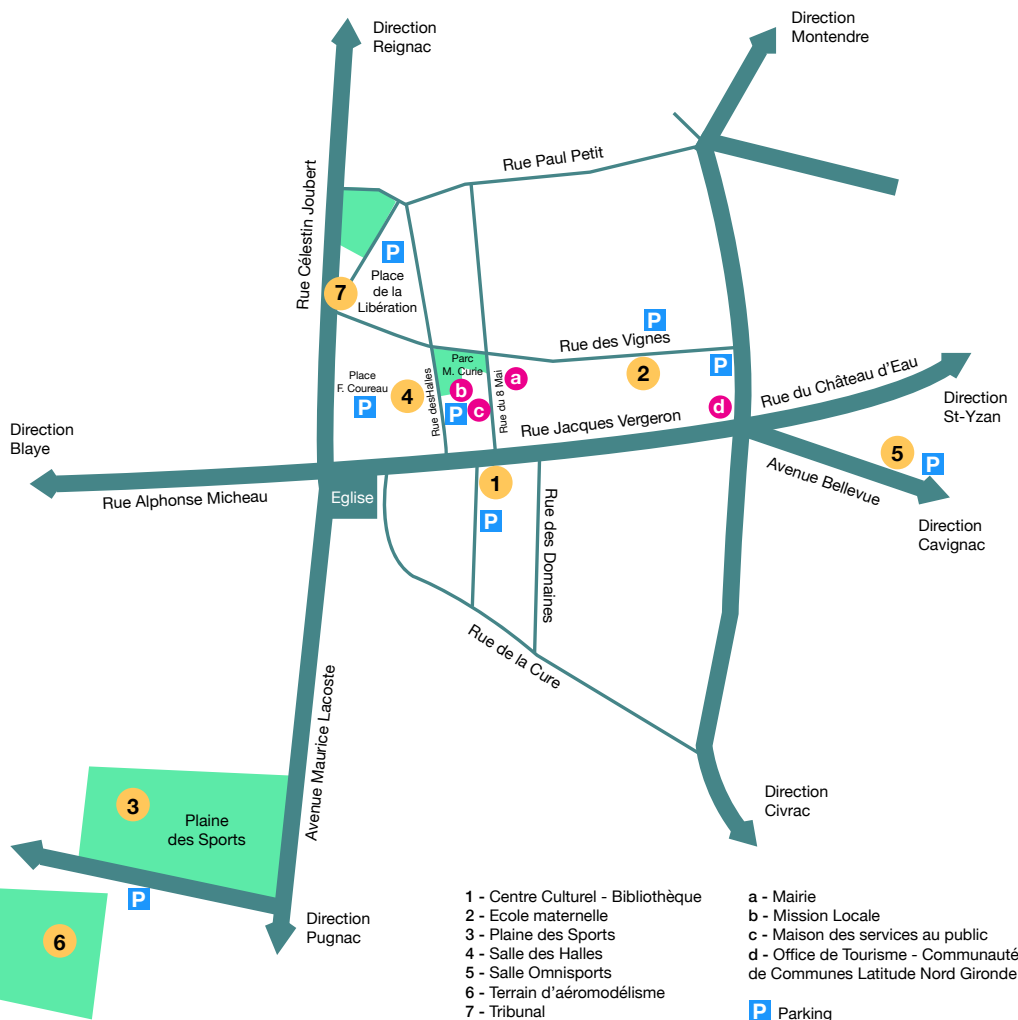 Direction
Reignac
Direction
Montendre
Rue Célestin Joubert
Rue Paul Petit
P
Place
de la
Libération
7
P
Rue des Vignes
Parc
M. Curie
Place
F. Coureau
P
4
Rue desHalles
b
P
c
Rue du 8 Mai
a
2
P
d
Rue du Château d'Eau
Direction
St-Yzan
Rue Jacques Vergeron
Direction
Blaye
Rue Alphonse Micheau
Eglise
1
P
5
P
Avenue Bellevue
Direction
Cavignac
Rue des Domaines
Rue de la Cure
Avenue Maurice Lacoste
3
Plaine
des Sports
P
6
Direction
Pugnac
Direction
Civrac
1 - Centre Culturel - Bibliothèque
2 - Ecole maternelle
3 - Plaine des Sports
4 - Salle des Halles
5 - Salle Omnisports
6 - Terrain d'aéromodélisme
7 - Tribunal
a - Mairie
b - Mission Locale
c - Maison des services au public
d - Office de Tourisme - Communauté
de Communes Latitude Nord Gironde
P Parking